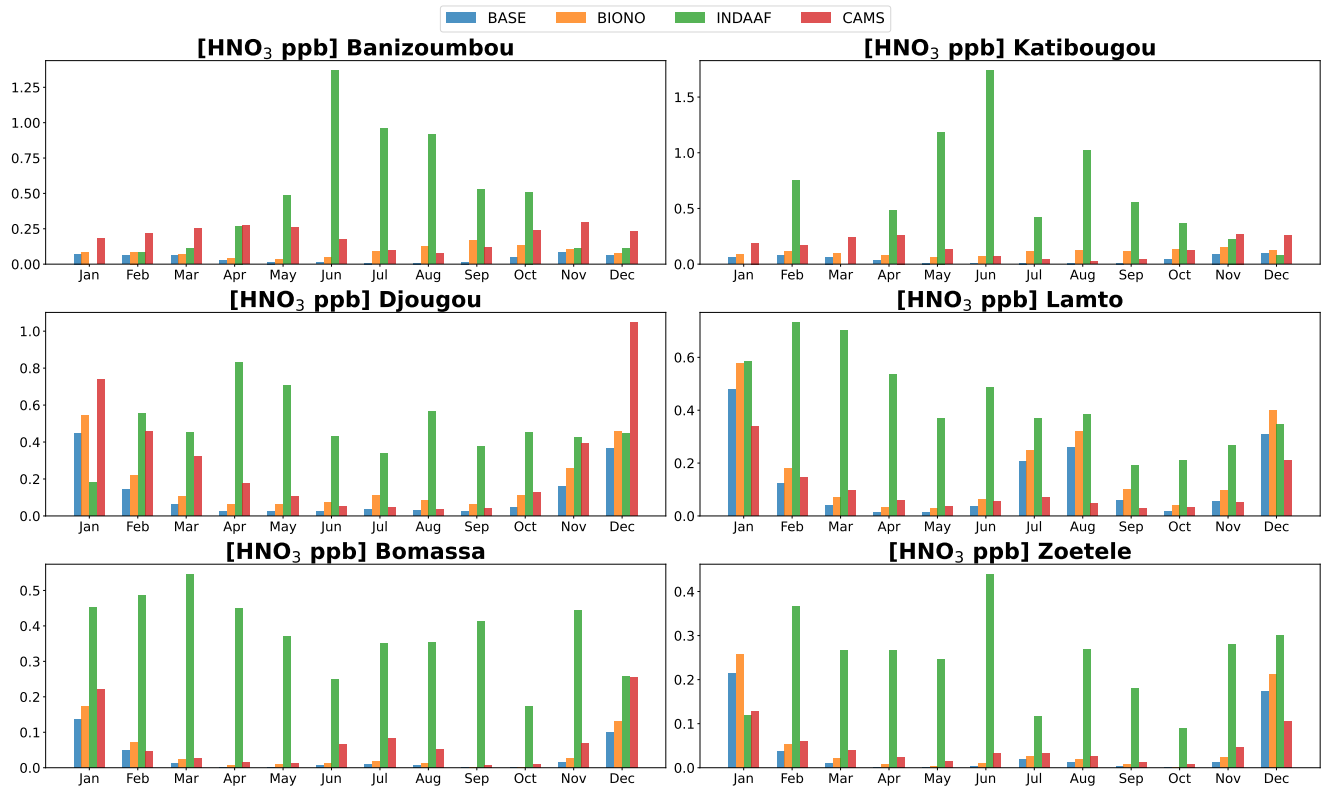 BASE BIONO INDAAF CAMS
[HNO₃ ppb] Banizoumbou
1.25
1.00
0.75
0.50
0.25
0.00
Jan Feb Mar Apr May Jun Jul Aug Sep Oct Nov Dec
[HNO₃ ppb] Katibougou
1.5
1.0
0.5
0.0
Jan Feb Mar Apr May Jun Jul Aug Sep Oct Nov Dec
[HNO₃ ppb] Djougou
1.0
0.8
0.6
0.4
0.2
0.0
Jan Feb Mar Apr May Jun Jul Aug Sep Oct Nov Dec
[HNO₃ ppb] Lamto
0.6
0.4
0.2
0.0
Jan Feb Mar Apr May Jun Jul Aug Sep Oct Nov Dec
[HNO₃ ppb] Bomassa
0.5
0.4
0.3
0.2
0.1
0.0
Jan Feb Mar Apr May Jun Jul Aug Sep Oct Nov Dec
[HNO₃ ppb] Zoetele
0.4
0.3
0.2
0.1
0.0
Jan Feb Mar Apr May Jun Jul Aug Sep Oct Nov Dec